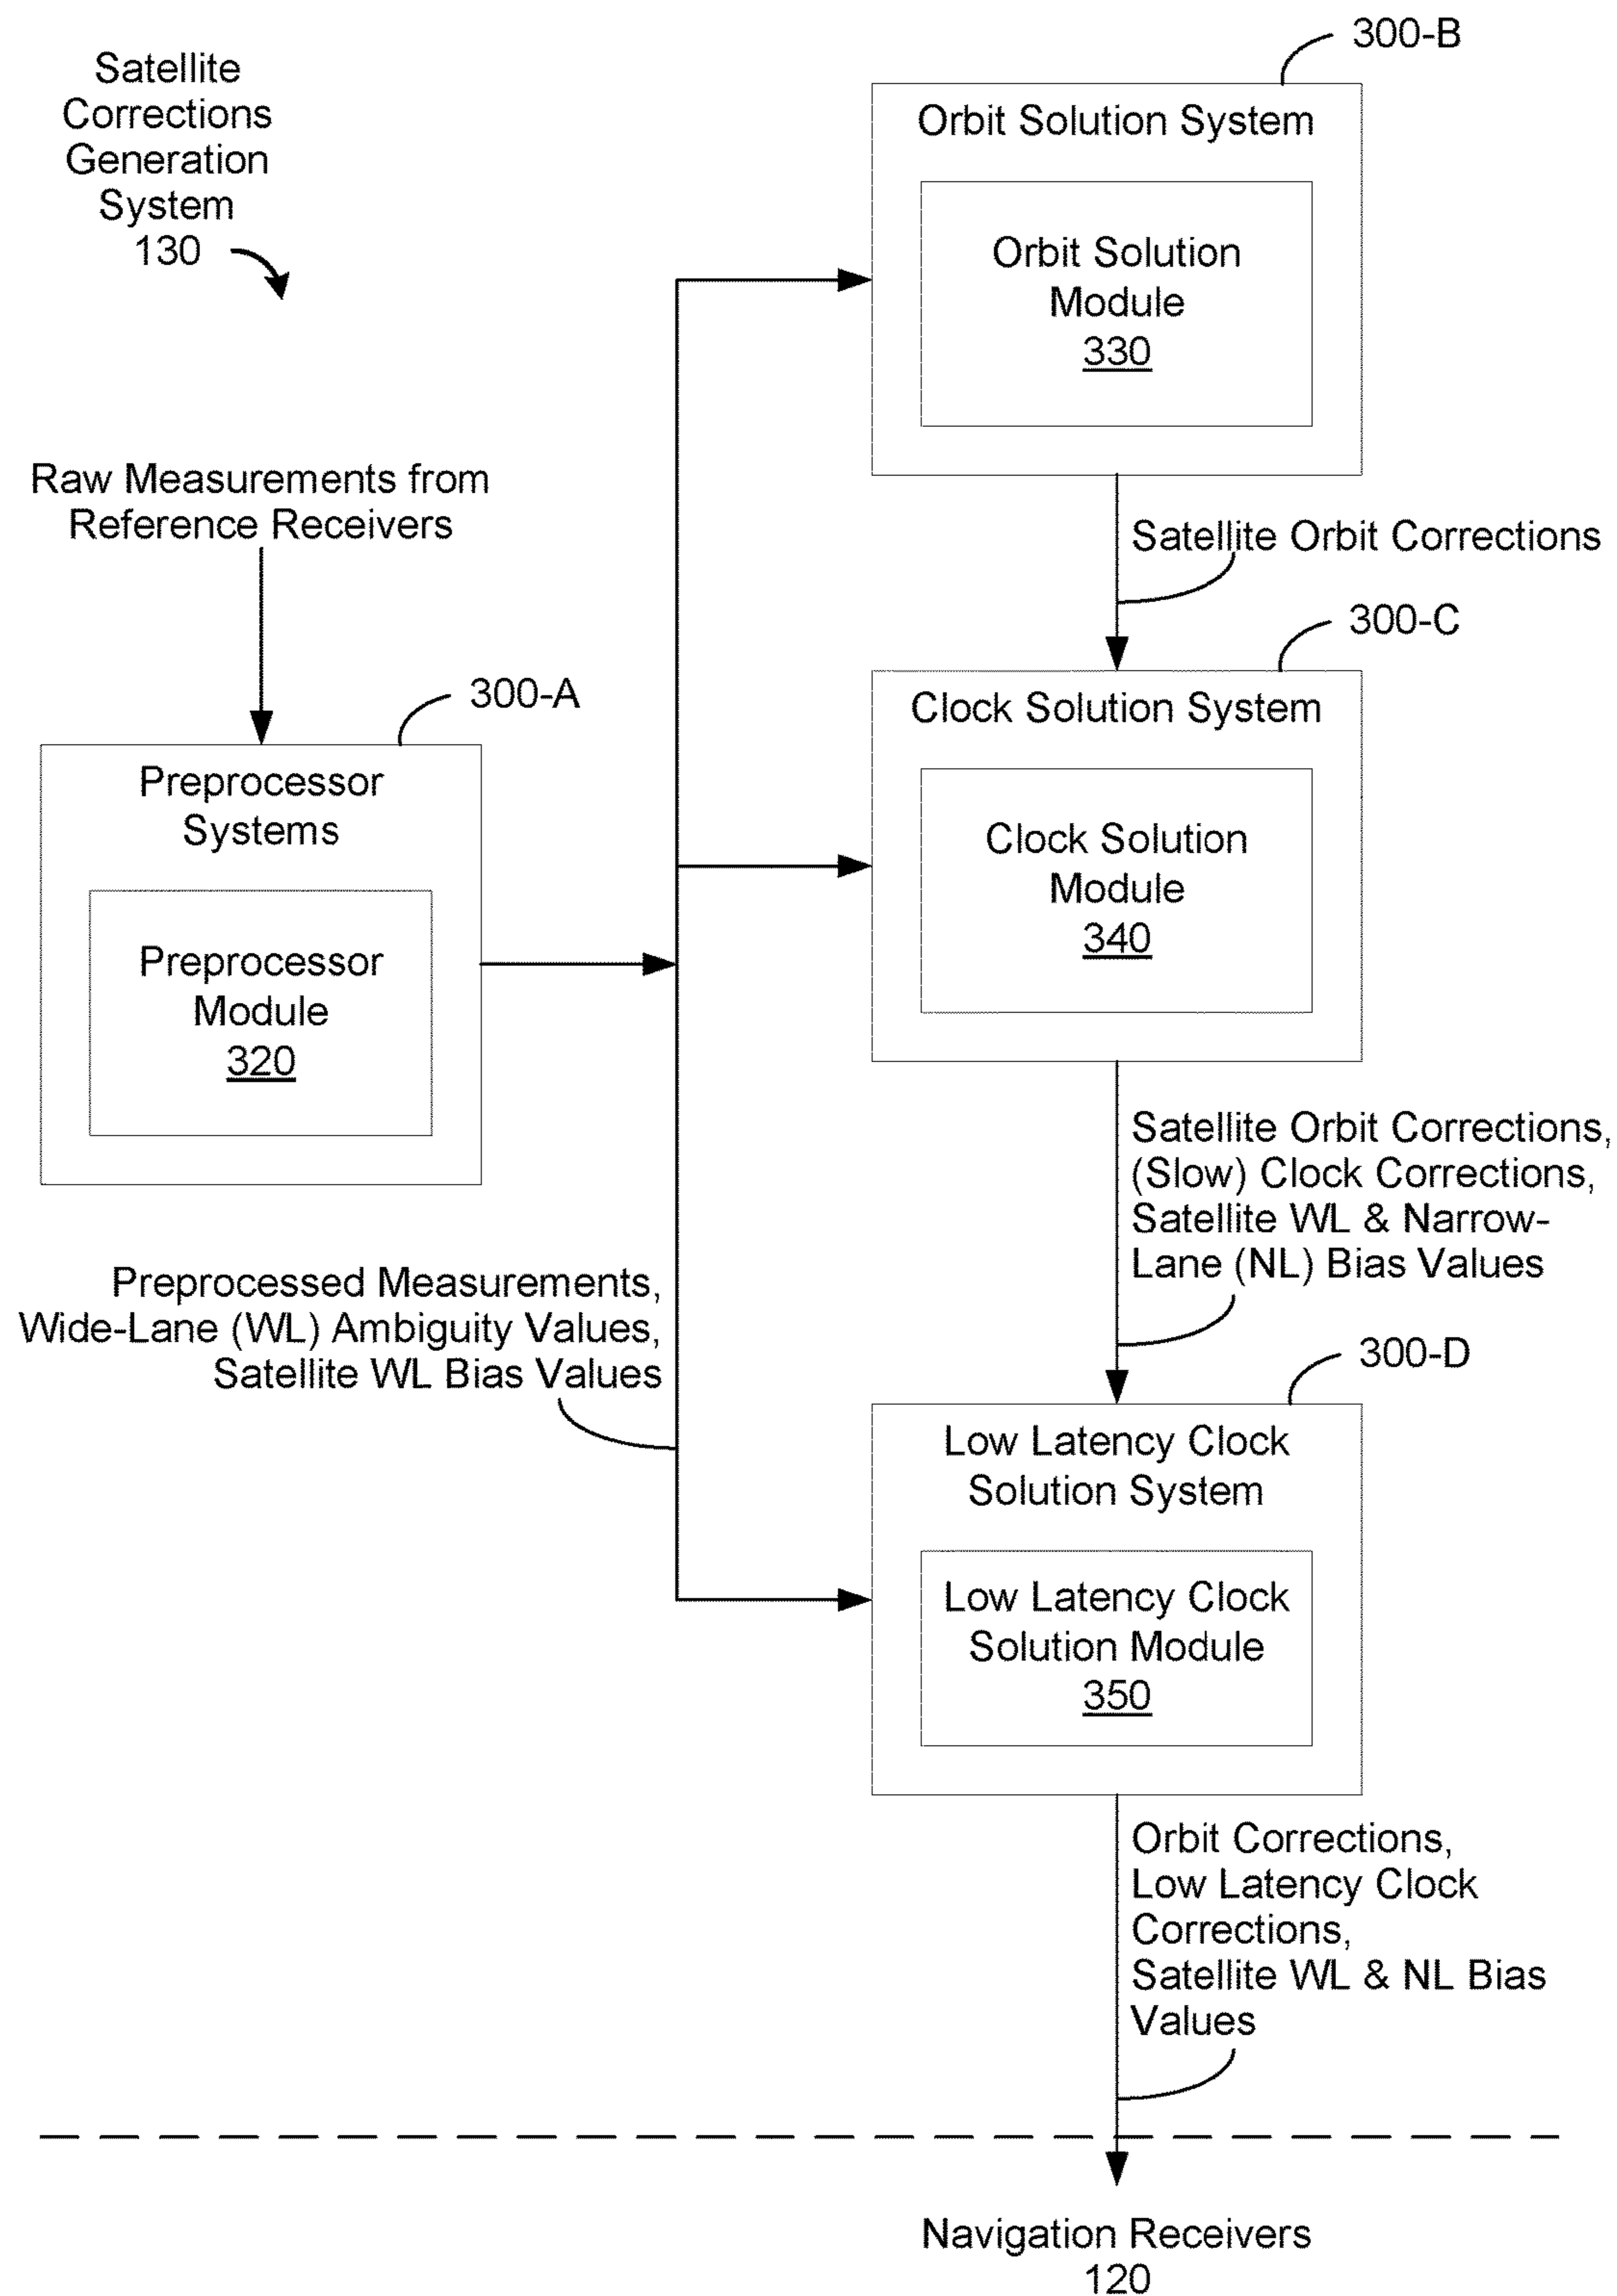 Satellite
Corrections
Generation
System
130
300-B
Orbit Solution System
Orbit Solution
Module
330
Raw Measurements from
Reference Receivers
Satellite Orbit Corrections
300-A
Preprocessor
Systems
Preprocessor
Module
320
300-C
Clock Solution System
Clock Solution
Module
340
Preprocessed Measurements,
Wide-Lane (WL) Ambiguity Values,
Satellite WL Bias Values
Satellite Orbit Corrections,
(Slow) Clock Corrections,
Satellite WL & Narrow-
Lane (NL) Bias Values
300-D
Low Latency Clock
Solution System
Low Latency Clock
Solution Module
350
Orbit Corrections,
Low Latency Clock
Corrections,
Satellite WL & NL Bias
Values
Navigation Receivers
120